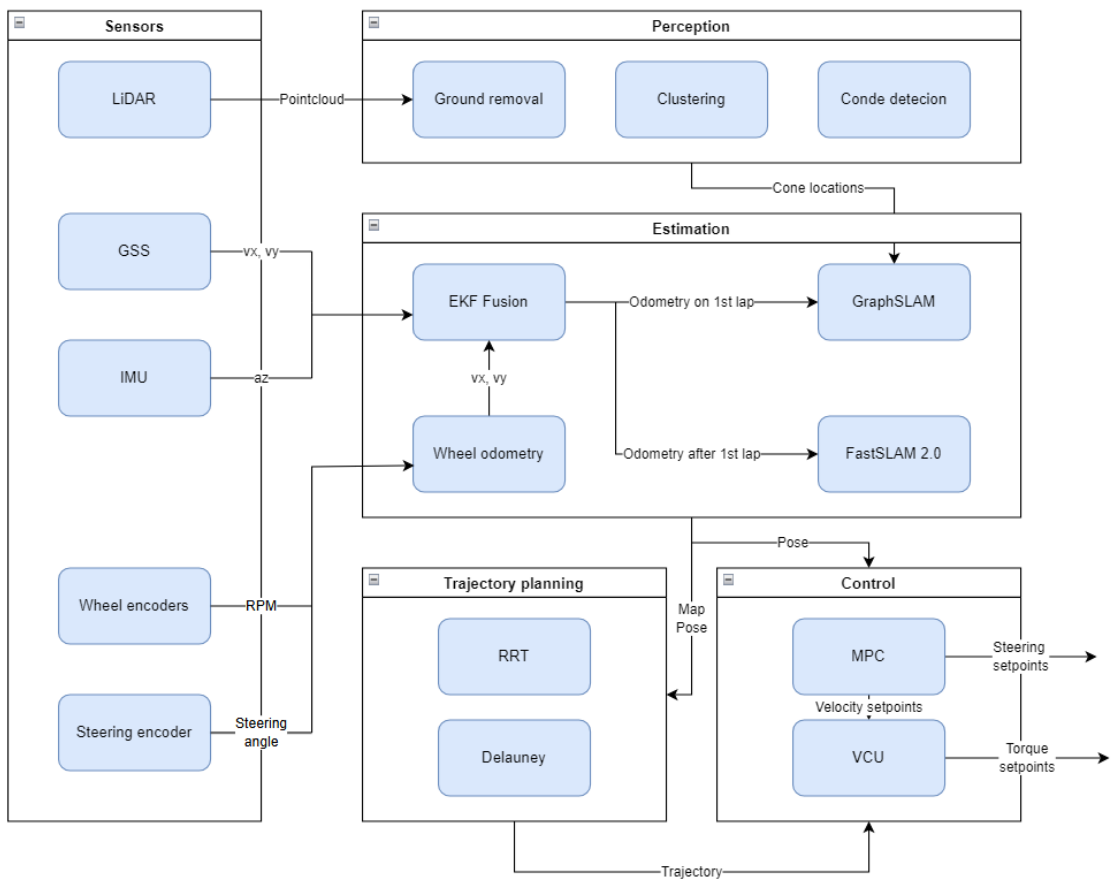 Sensors
Perception
LiDAR
Pointcloud
Ground removal
Clustering
Conde detecion
Cone locations
GSS
vx, vy
Estimation
EKF Fusion
Odometry on 1st lap
GraphSLAM
IMU
az
vx, vy
Wheel odometry
Odometry after 1st lap
FastSLAM 2.0
Pose
Wheel encoders
RPM
Steering encoder
Steering
angle
Trajectory planning
Map
Pose
RRT
Delauney
Control
MPC
Steering
setpoints
Velocity setpoints
VCU
Torque
setpoints
Trajectory